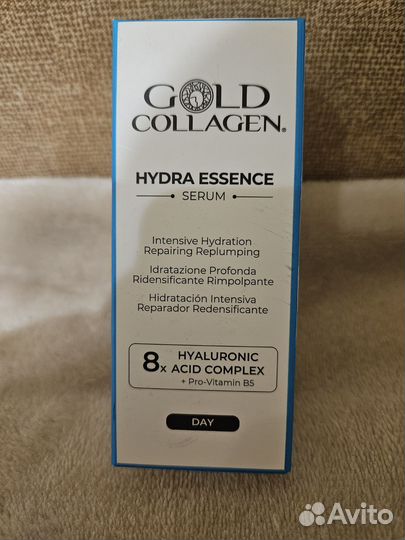 GOLD
COLLAGEN®
HYDRA ESSENCE
SERUM
Intensive Hydration
Repairing Replumping
Idratazione Profonda
Ridensificante Rimpolpante
Hidratación Intensiva
Reparador Redensificante
8x HYALURONIC
ACID COMPLEX
+ Pro-Vitamin B5
DAY
Avito